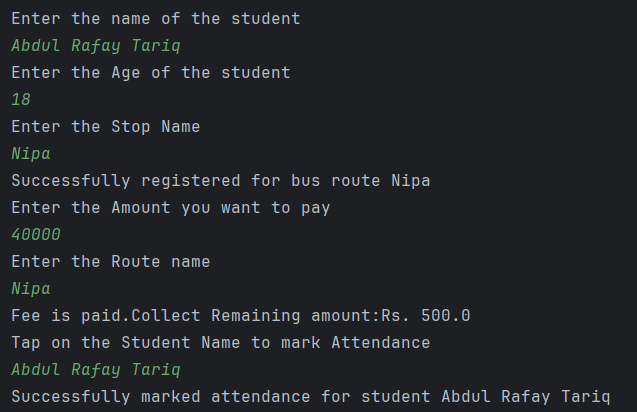 Enter the name of the student
Abdul Rafay Tariq
Enter the Age of the student
18
Enter the Stop Name
Nipa
Successfully registered for bus route Nipa
Enter the Amount you want to pay
40000
Enter the Route name
Nipa
Fee is paid.Collect Remaining amount:Rs. 500.0
Tap on the Student Name to mark Attendance
Abdul Rafay Tariq
Successfully marked attendance for student Abdul Rafay Tariq